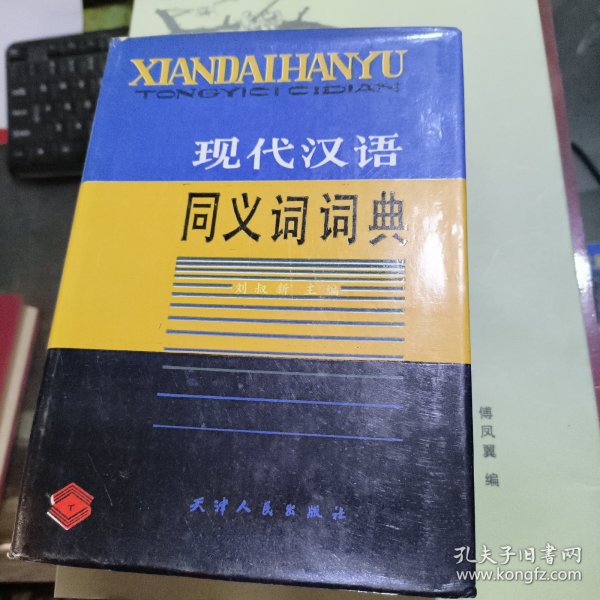 XIANDAIHANYU
TONGYICI CIDIAN
现代汉语
同义词词典
刘叔新 主编
天津人民出版社
T
傅凤翼 编
孔夫子旧书网
www.kongfz.com